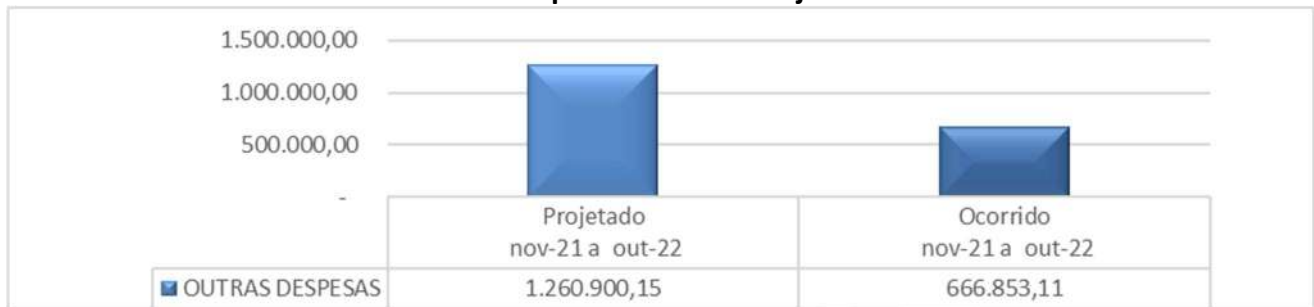 1.500.000,00
1.000.000,00
500.000,00
-
Projetado
nov-21 a out-22
Ocorrido
nov-21 a out-22
OUTRAS DESPESAS 1.260.900,15 666.853,11